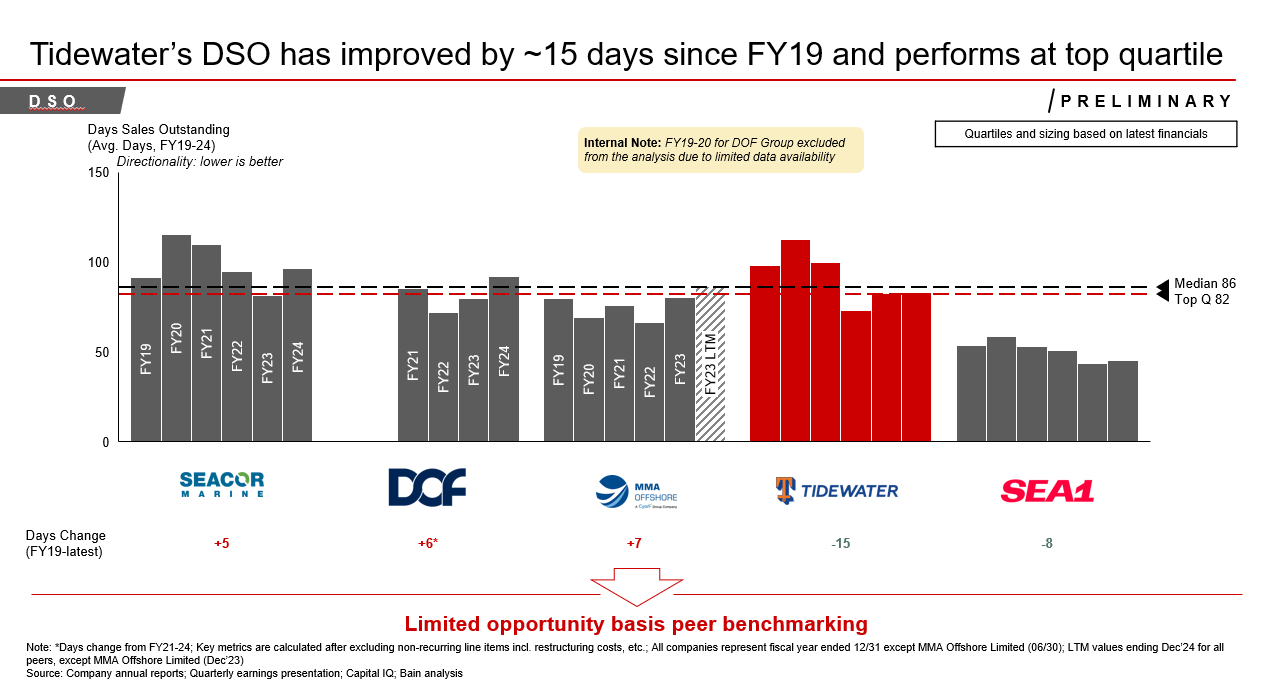 Tidewater’s DSO has improved by ~15 days since FY19 and performs at top quartile
DSO
PRELIMINARY
Quartiles and sizing based on latest financials
Days Sales Outstanding
(Avg. Days, FY19-24)
Directionality: lower is better
Internal Note: FY19-20 for DOF Group excluded
from the analysis due to limited data availability
150
100
50
0
FY19
FY20
FY21
FY22
FY23
FY24
FY21
FY22
FY23
FY24
FY19
FY20
FY21
FY22
FY23
FY23 LTM
Median 86
Top Q 82
SEACOR
MARINE
DOF
MMA
OFFSHORE
A Cyan Group Company
TIDEWATER
SEA1
Days Change
(FY19-latest)
+5
+6*
+7
-15
-8
Limited opportunity basis peer benchmarking
Note: *Days change from FY21-24; Key metrics are calculated after excluding non-recurring line items incl. restructuring costs, etc.; All companies represent fiscal year ended 12/31 except MMA Offshore Limited (06/30); LTM values ending Dec’24 for all
peers, except MMA Offshore Limited (Dec’23)
Source: Company annual reports; Quarterly earnings presentation; Capital IQ; Bain analysis